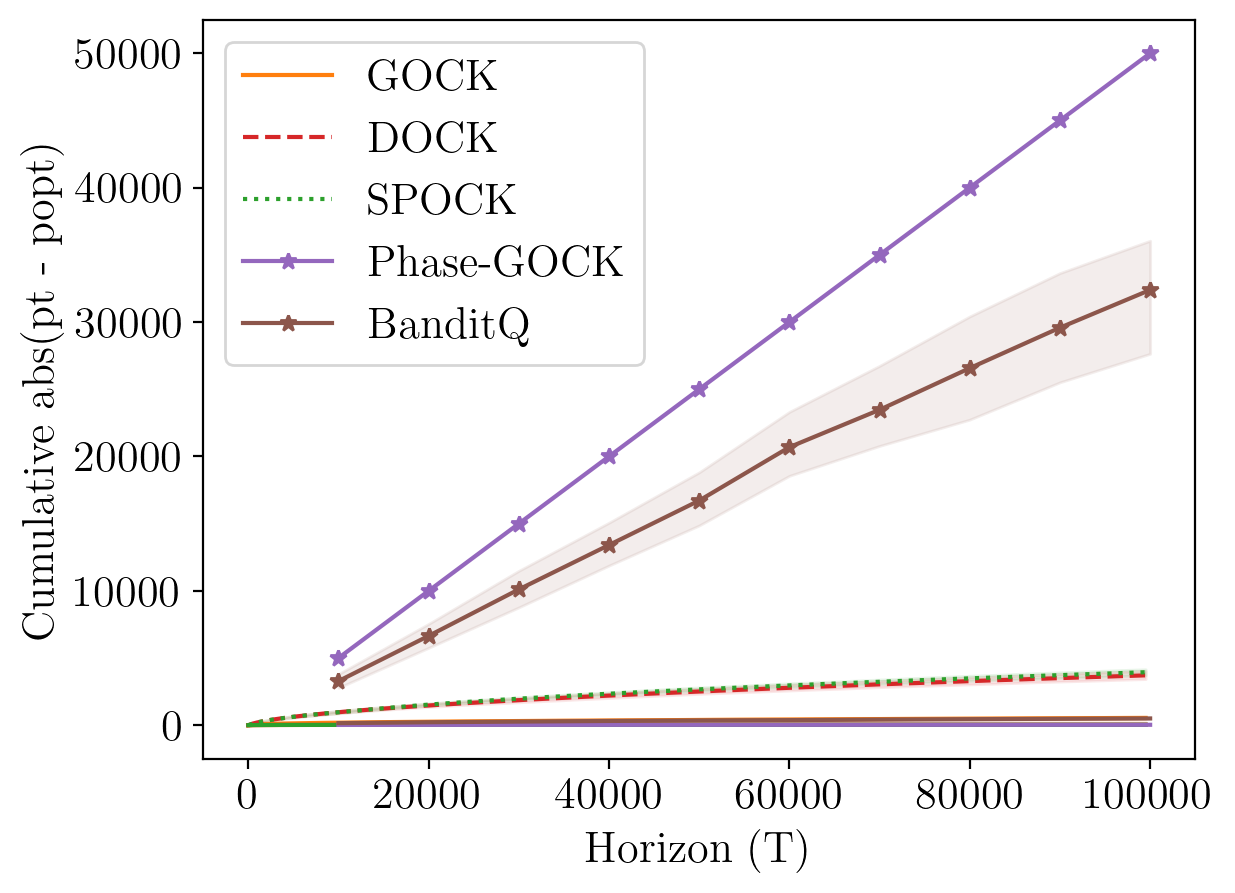 50000
40000
30000
20000
10000
0
Cumulative abs(pt - popt)
GOCK
DOCK
SPOCK
Phase-GOCK
BanditQ
0 20000 40000 60000 80000 100000
Horizon (T)